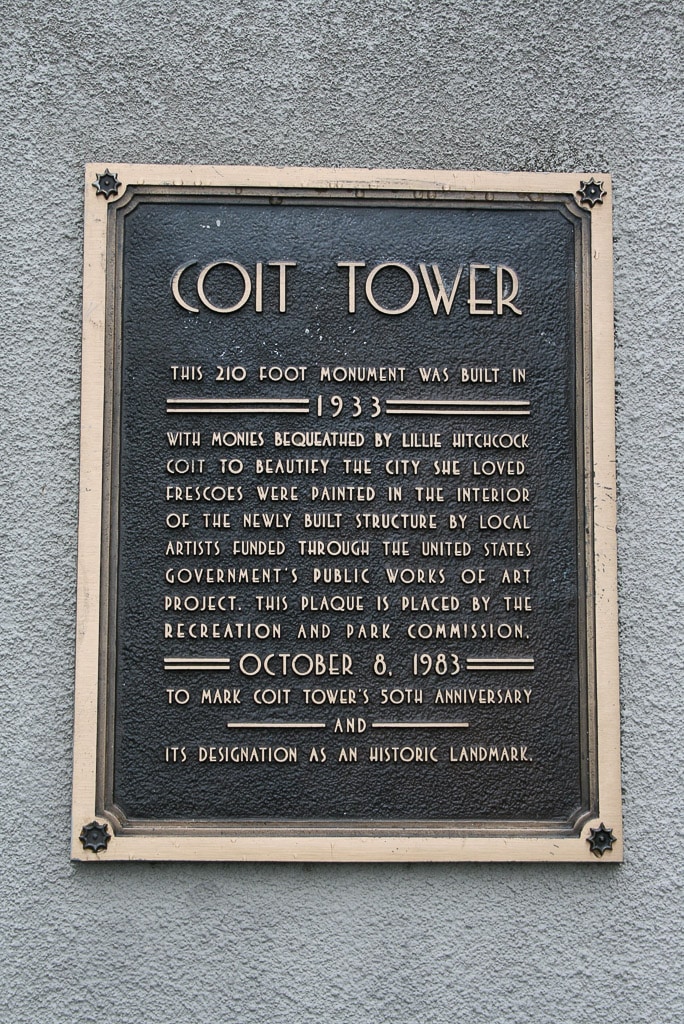 COIT TOWER
THIS 210 FOOT MONUMENT WAS BUILT IN
1933
WITH MONIES BEQUEATHED BY LILLIE HITCHCOCK
COIT TO BEAUTIFY THE CITY SHE LOVED.
FRESCOES WERE PAINTED IN THE INTERIOR
OF THE NEWLY BUILT STRUCTURE BY LOCAL
ARTISTS FUNDED THROUGH THE UNITED STATES
GOVERNMENT'S PUBLIC WORKS OF ART
PROJECT. THIS PLAQUE IS PLACED BY THE
RECREATION AND PARK COMMISSION,
OCTOBER 8, 1983
TO MARK COIT TOWER'S 50TH ANNIVERSARY
AND
ITS DESIGNATION AS AN HISTORIC LANDMARK.